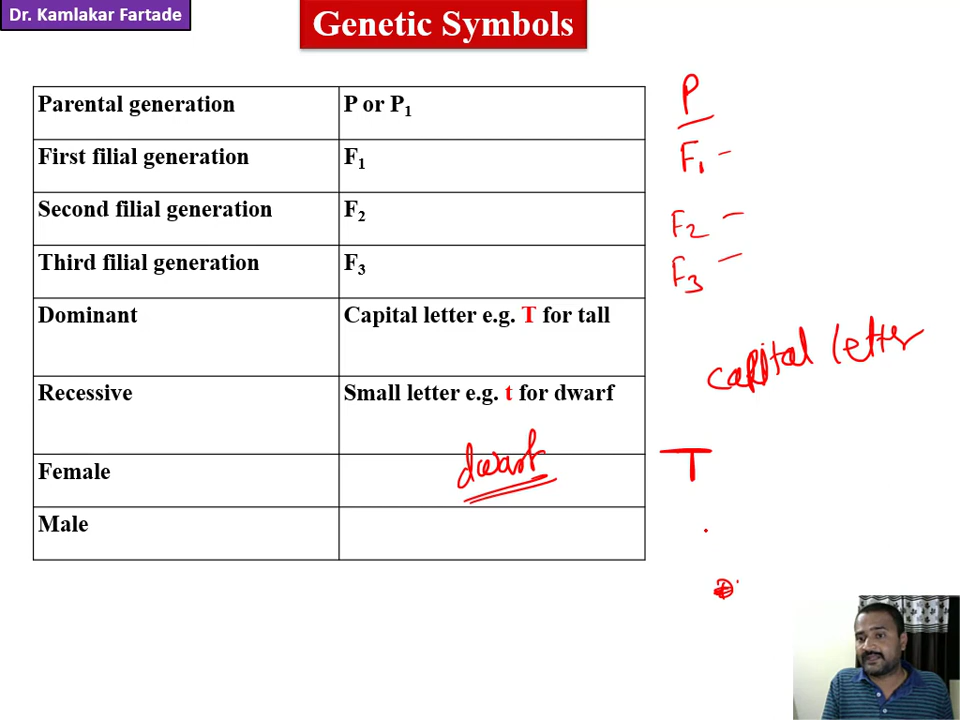 Dr. Kamlakar Fartade
Genetic Symbols
Parental generation P or P₁
First filial generation F₁
Second filial generation F₂
Third filial generation F₃
Dominant Capital letter e.g. T for tall
Recessive Small letter e.g. t for dwarf
Female
Male
P
F₁ -
F₂ -
F₃ -
capital letter
dwarf
T